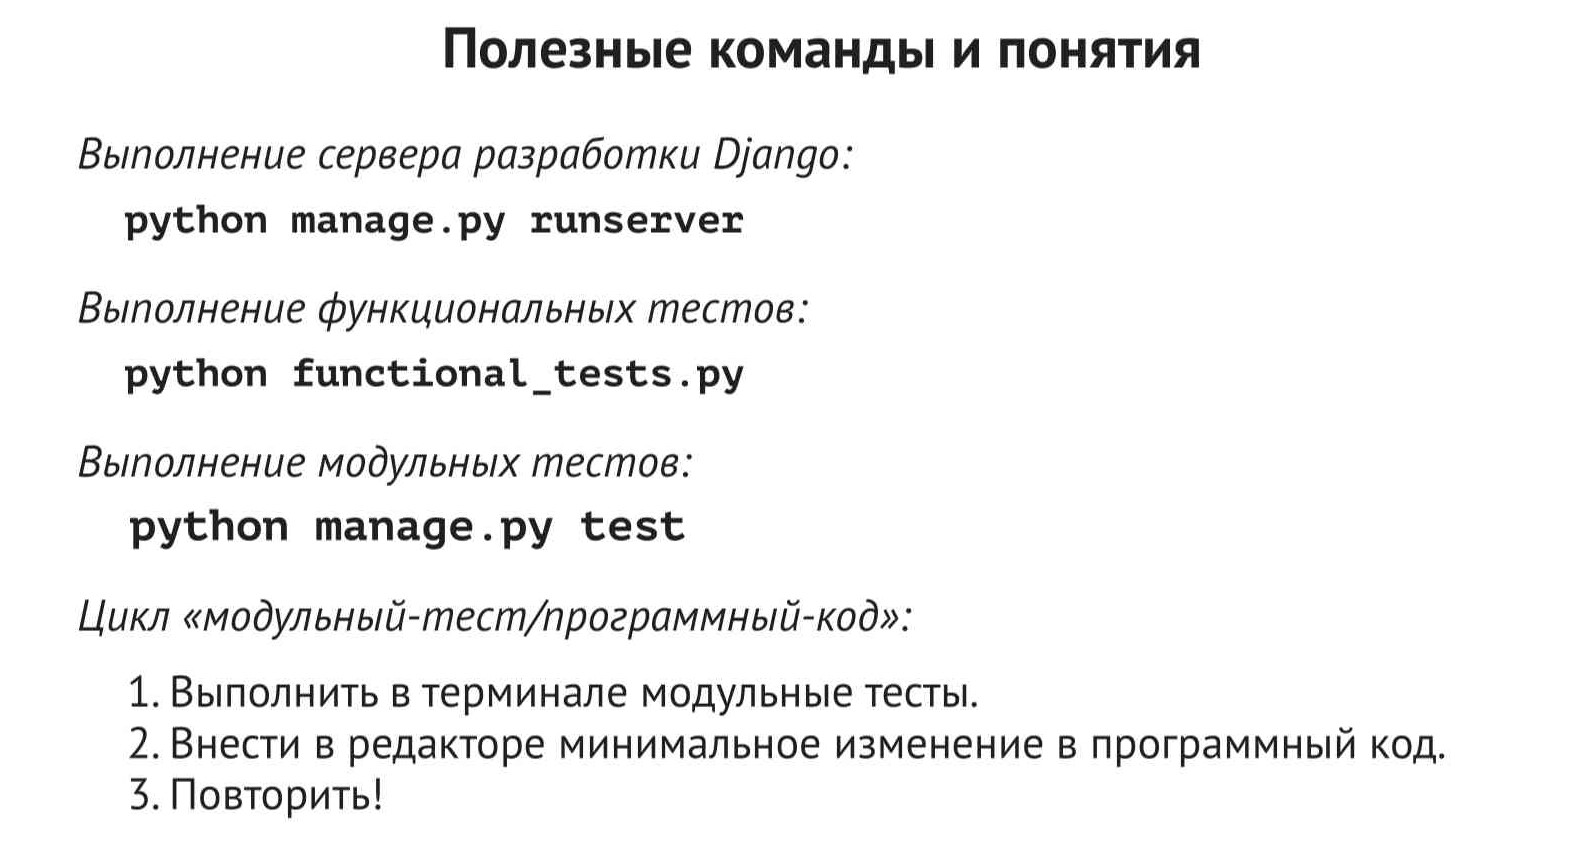 Полезные команды и понятия
Выполнение сервера разработки Django:
python manage.py runserver
Выполнение функциональных тестов:
python functional_tests.py
Выполнение модульных тестов:
python manage.py test
Цикл «модульный-тест/программный-код»:
1. Выполнить в терминале модульные тесты.
2. Внести в редакторе минимальное изменение в программный код.
3. Повторить!